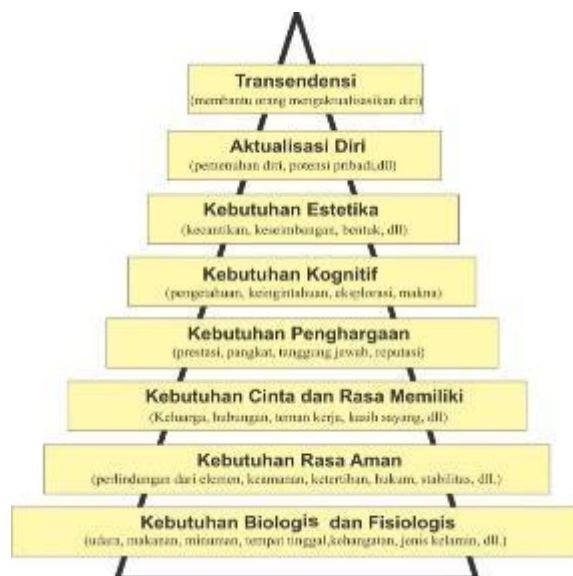 Transendensi
(membantu orang mengaktualisasikan diri)
Aktualisasi Diri
(pemenuhan diri, potensi pribadi,dll)
Kebutuhan Estetika
(kecantikan, keseimbangan, bentuk, dll)
Kebutuhan Kognitif
(pengetahuan, keingintahuan, eksplorasi, makna)
Kebutuhan Penghargaan
(prestasi, pangkat, tanggung jawab, reputasi)
Kebutuhan Cinta dan Rasa Memiliki
(Keluarga, hubungan, teman kerja, kasih sayang, dll)
Kebutuhan Rasa Aman
(perlindungan dari elemen, keamanan, ketertiban, hukum, stabilitas, dll.)
Kebutuhan Biologis dan Fisiologis
(udara, makanan, minuman, tempat tinggal,kehangatan, jenis kelamin, dll.)